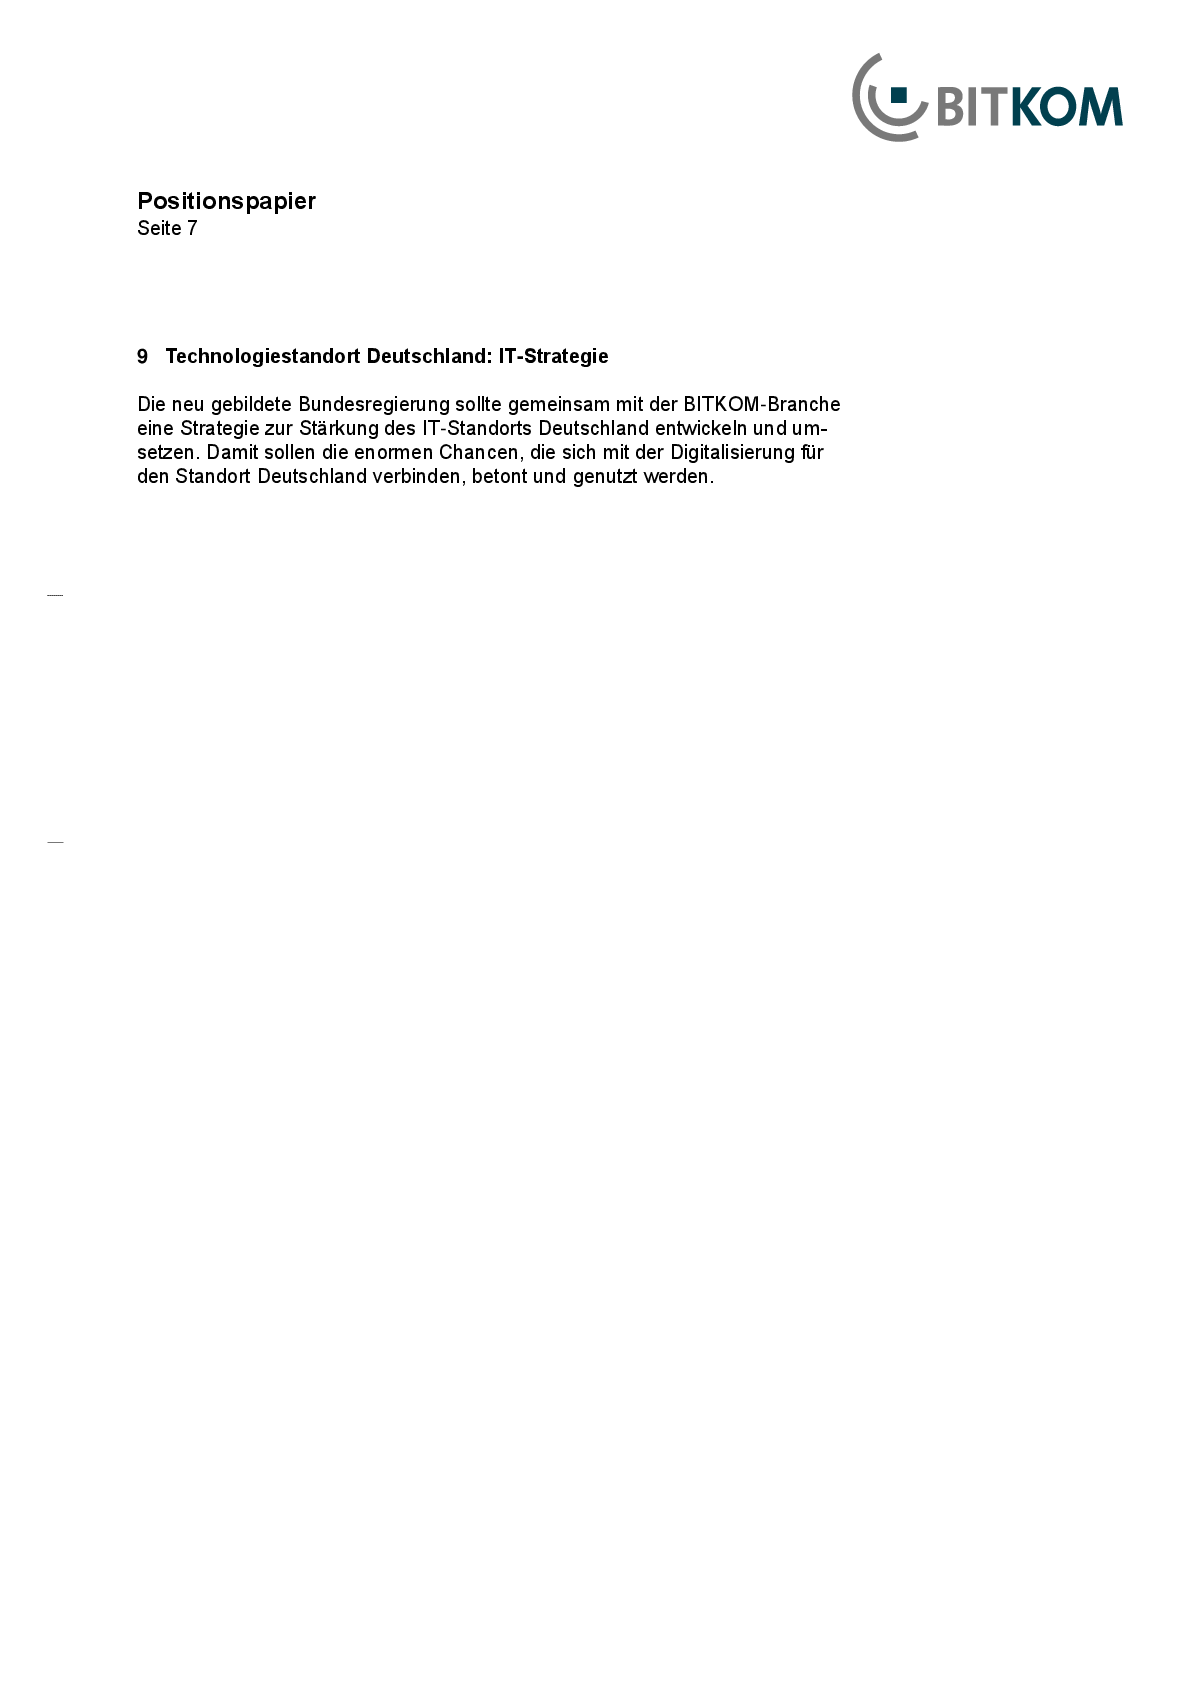 BITKOM
Positionspapier
Seite 7
9 Technologiestandort Deutschland: IT-Strategie
Die neu gebildete Bundesregierung sollte gemeinsam mit der BITKOM-Branche
eine Strategie zur Stärkung des IT-Standorts Deutschland entwickeln und um-
setzen. Damit sollen die enormen Chancen, die sich mit der Digitalisierung für
den Standort Deutschland verbinden, betont und genutzt werden.